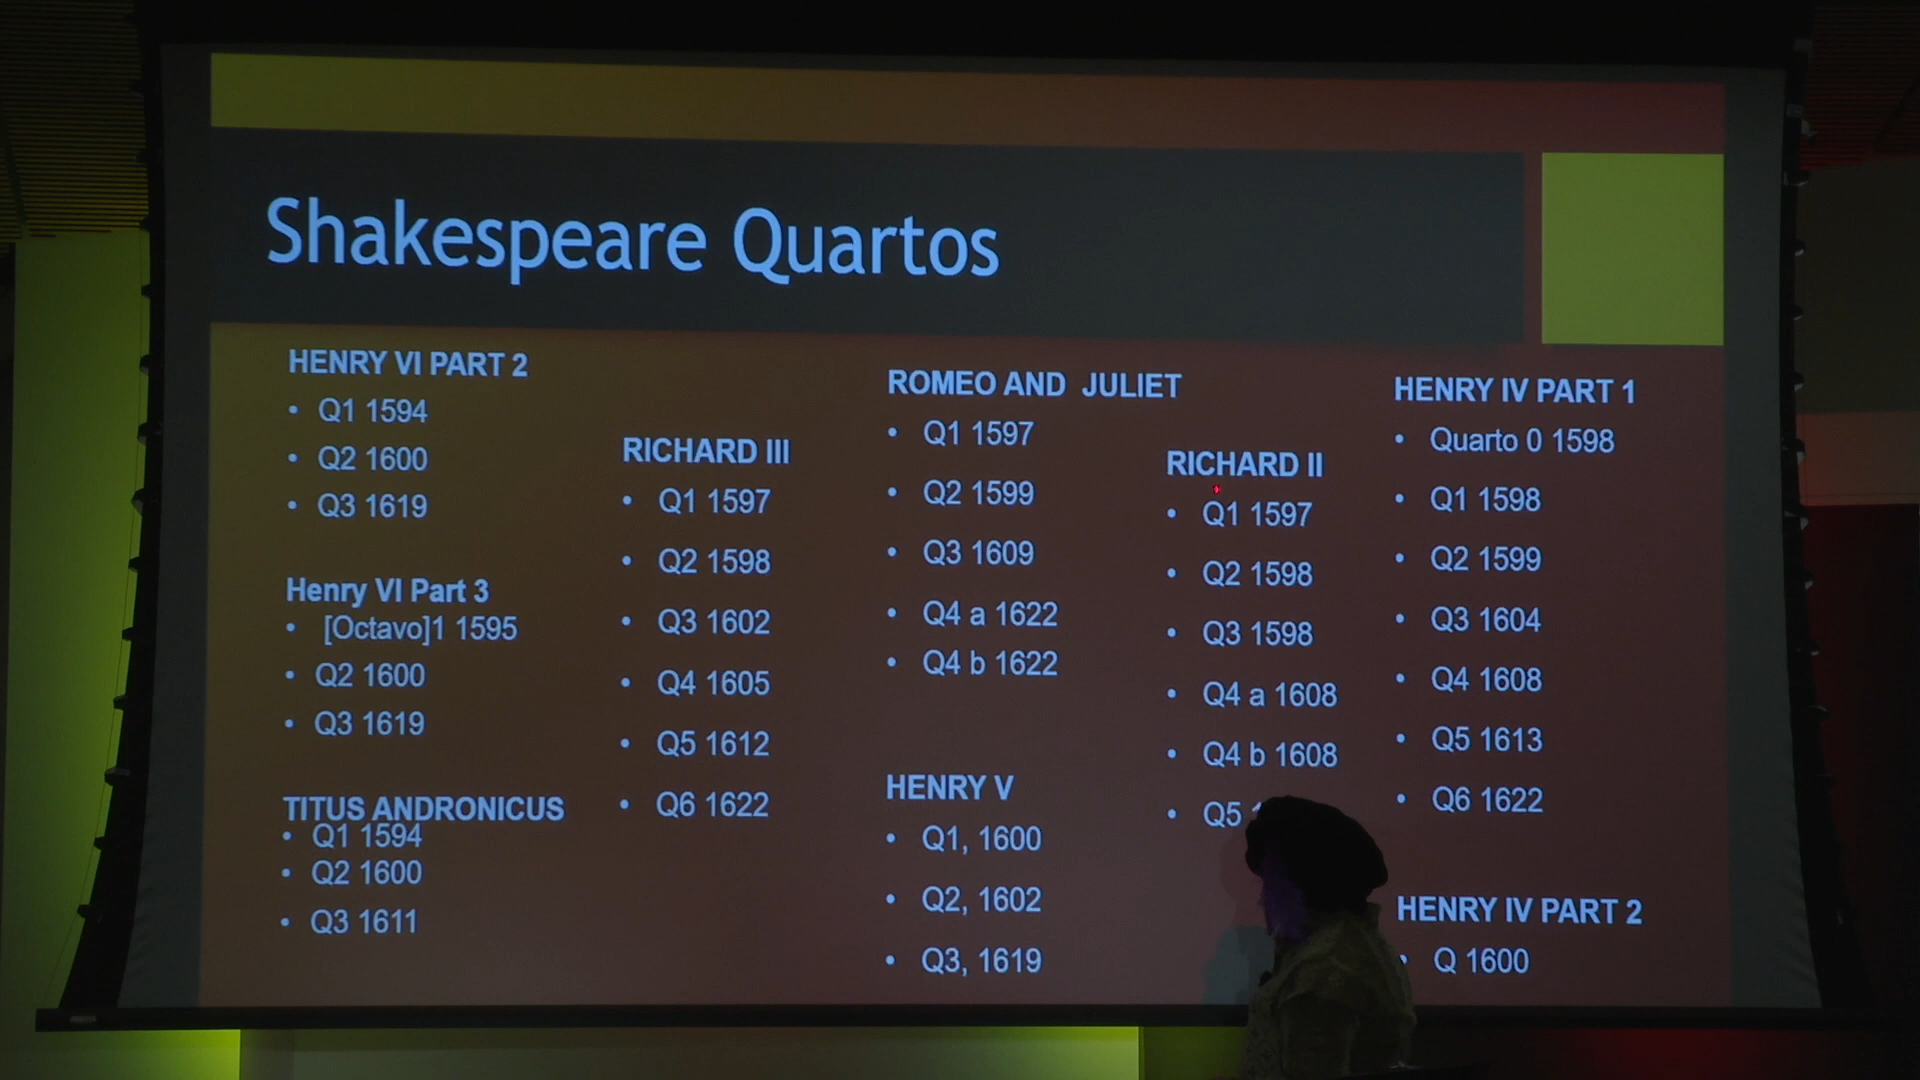 Shakespeare Quartos
HENRY VI PART 2
• Q1 1594
• Q2 1600
• Q3 1619
Henry VI Part 3
• [Octavo]1 1595
• Q2 1600
• Q3 1619
TITUS ANDRONICUS
• Q1 1594
• Q2 1600
• Q3 1611
RICHARD III
• Q1 1597
• Q2 1598
• Q3 1602
• Q4 1605
• Q5 1612
• Q6 1622
ROMEO AND JULIET
• Q1 1597
• Q2 1599
• Q3 1609
• Q4 a 1622
• Q4 b 1622
HENRY V
• Q1, 1600
• Q2, 1602
• Q3, 1619
RICHARD II
• Q1 1597
• Q2 1598
• Q3 1598
• Q4 a 1608
• Q4 b 1608
• Q5
HENRY IV PART 1
• Quarto 0 1598
• Q1 1598
• Q2 1599
• Q3 1604
• Q4 1608
• Q5 1613
• Q6 1622
HENRY IV PART 2
• Q 1600